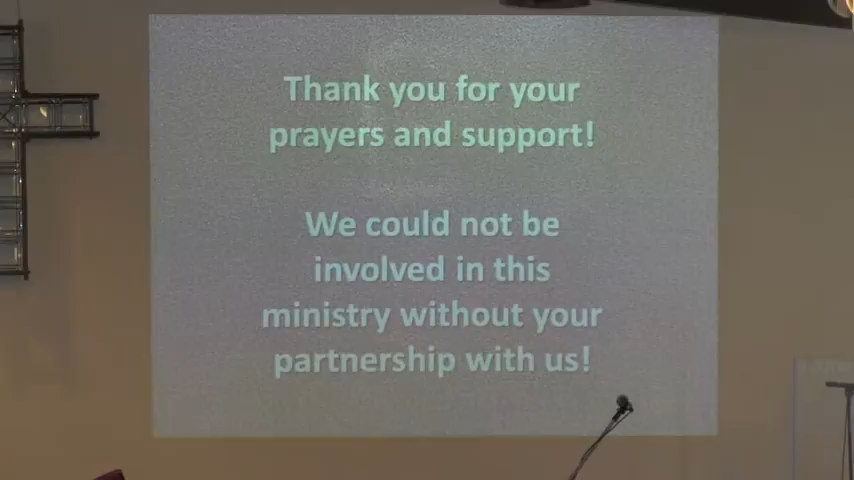 Thank you for your
prayers and support!
We could not be
involved in this
ministry without your
partnership with us!